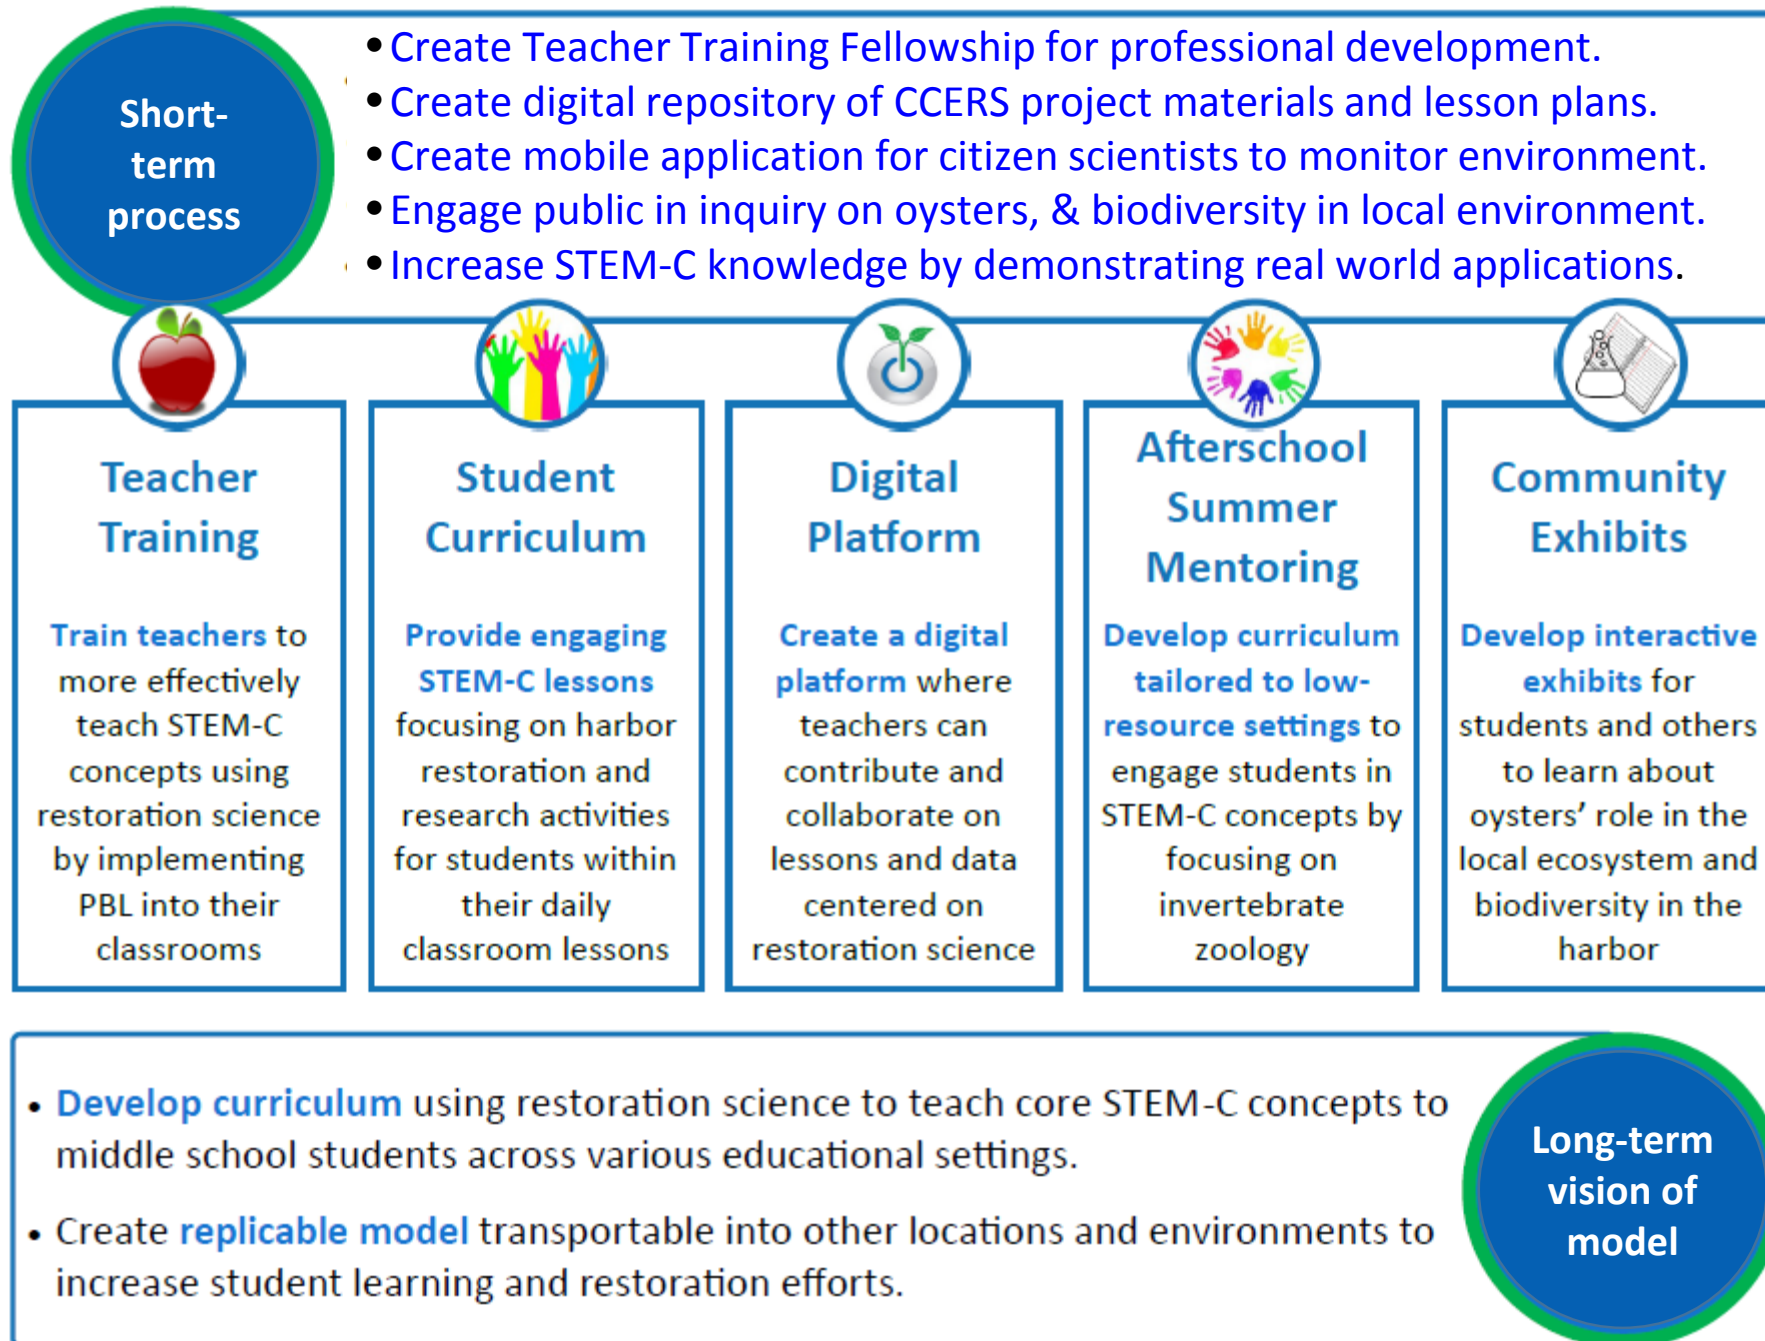 Short-
term
process
• Create Teacher Training Fellowship for professional development.
• Create digital repository of CCERS project materials and lesson plans.
• Create mobile application for citizen scientists to monitor environment.
• Engage public in inquiry on oysters, & biodiversity in local environment.
• Increase STEM-C knowledge by demonstrating real world applications.
Teacher
Training
Train teachers to
more effectively
teach STEM-C
concepts using
restoration science
by implementing
PBL into their
classrooms
Student
Curriculum
Provide engaging
STEM-C lessons
focusing on harbor
restoration and
research activities
for students within
their daily
classroom lessons
Digital
Platform
Create a digital
platform where
teachers can
contribute and
collaborate on
lessons and data
centered on
restoration science
Afterschool
Summer
Mentoring
Develop curriculum
tailored to low-
resource settings to
engage students in
STEM-C concepts by
focusing on
invertebrate
zoology
Community
Exhibits
Develop interactive
exhibits for
students and others
to learn about
oysters’ role in the
local ecosystem and
biodiversity in the
harbor
• Develop curriculum using restoration science to teach core STEM-C concepts to
middle school students across various educational settings.
• Create replicable model transportable into other locations and environments to
increase student learning and restoration efforts.
Long-term
vision of
model